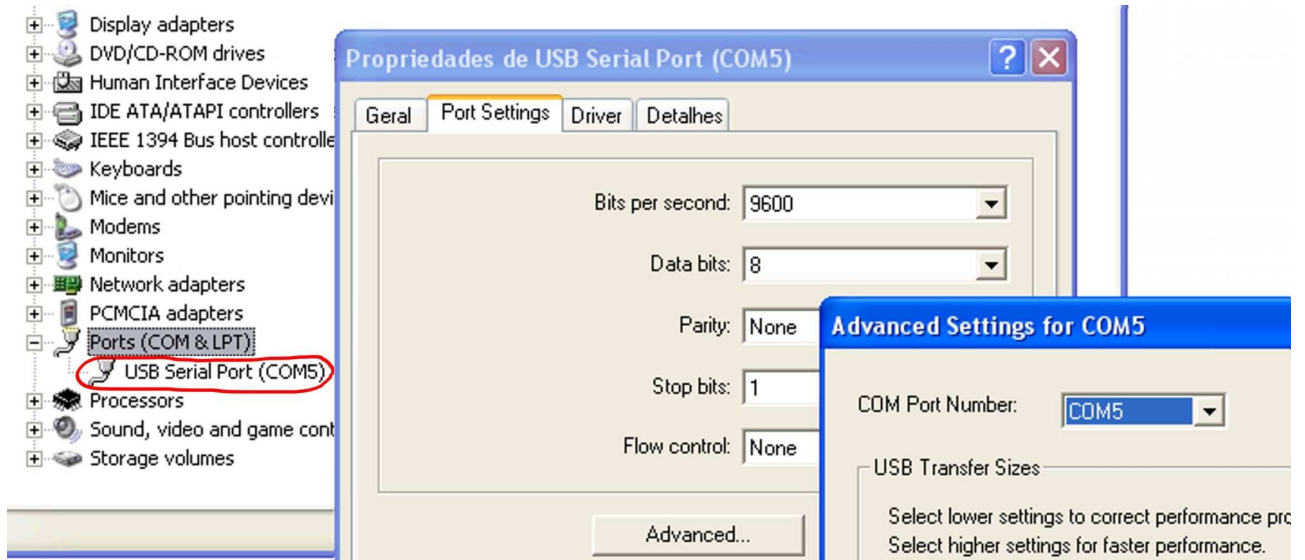 Display adapters
DVD/CD-ROM drives
Human Interface Devices
IDE ATA/ATAPI controllers
IEEE 1394 Bus host controlle
Keyboards
Mice and other pointing devi
Modems
Monitors
Network adapters
PCMCIA adapters
Ports (COM & LPT)
USB Serial Port (COM5)
Processors
Sound, video and game cont
Storage volumes
Propriedades de USB Serial Port (COM5)
Geral Port Settings Driver Detalhes
Bits per second: 9600
Data bits: 8
Parity: None
Stop bits: 1
Flow control: None
Advanced...
Advanced Settings for COM5
COM Port Number: COM5
USB Transfer Sizes
Select lower settings to correct performance pro
Select higher settings for faster performance.